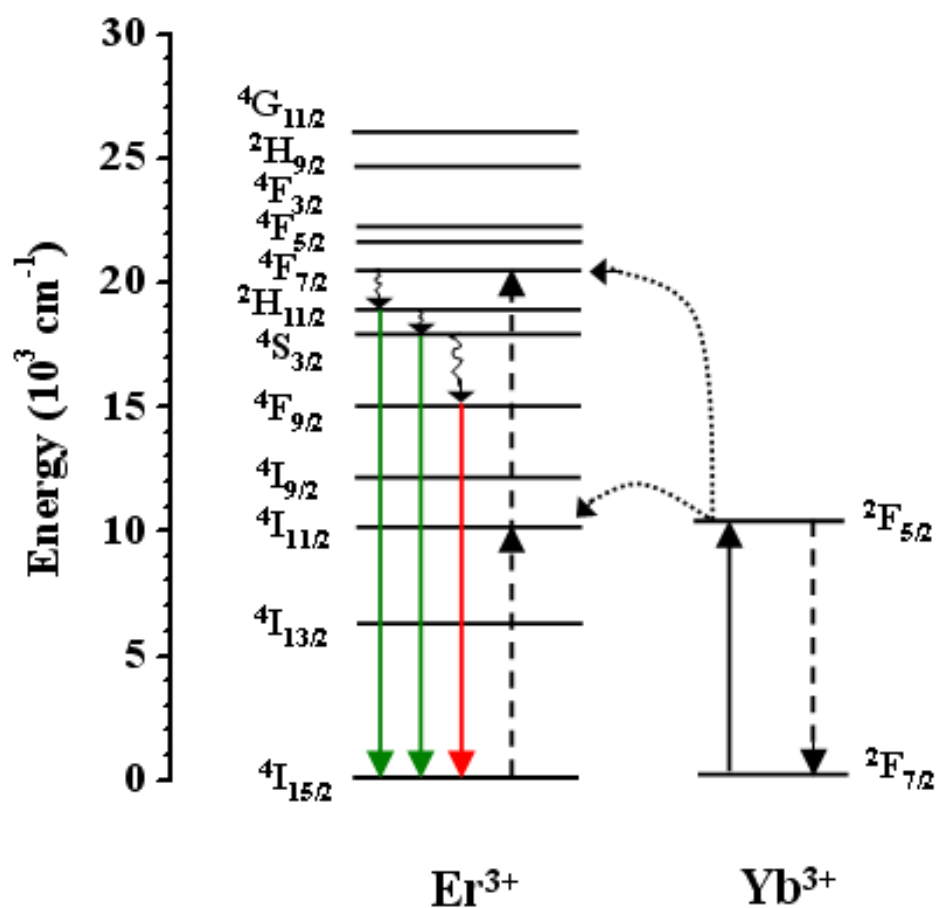 30
25
20
15
10
5
0
Energy (10³ cm⁻¹)
⁴G₁₁/₂
²H₉/₂
⁴F₃/₂
⁴F₅/₂
⁴F₇/₂
²H₁₁/₂
⁴S₃/₂
⁴F₉/₂
⁴I₉/₂
⁴I₁₁/₂
⁴I₁₃/₂
⁴I₁₅/₂
²F₅/₂
²F₇/₂
Er³⁺
Yb³⁺